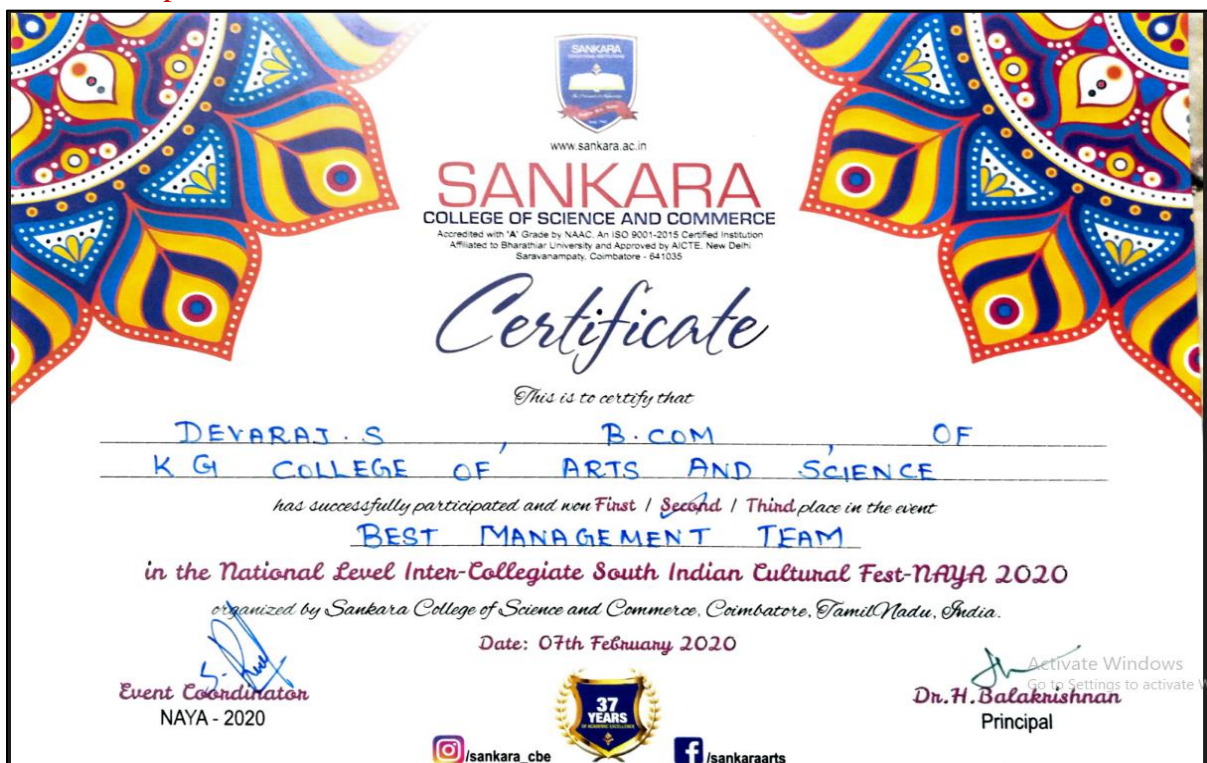 SANKARA
www.sankara.ac.in
SANKARA
COLLEGE OF SCIENCE AND COMMERCE
Accredited with 'A' Grade by NAAC, An ISO 9001-2015 Certified Institution
Affiliated to Bharathiar University and Approved by AICTE, New Delhi
Saravanampaty, Coimbatore - 641035
Certificate
This is to certify that
DEVARAJ.S , B.COM , OF
K G COLLEGE OF ARTS AND SCIENCE
has successfully participated and won First / Second / Third place in the event
BEST MANAGEMENT TEAM
in the National Level Inter-Collegiate South Indian Cultural Fest-NAYA 2020
organized by Sankara College of Science and Commerce, Coimbatore, TamilNadu, India.
Date: 07th February 2020
Event Coordinator
NAYA - 2020
37
YEARS
OF ACADEMIC EXCELLENCE
Dr.H.Balakrishnan
Principal
Activate Windows
Go to Settings to activate W
/sankara_cbe
/sankaraarts